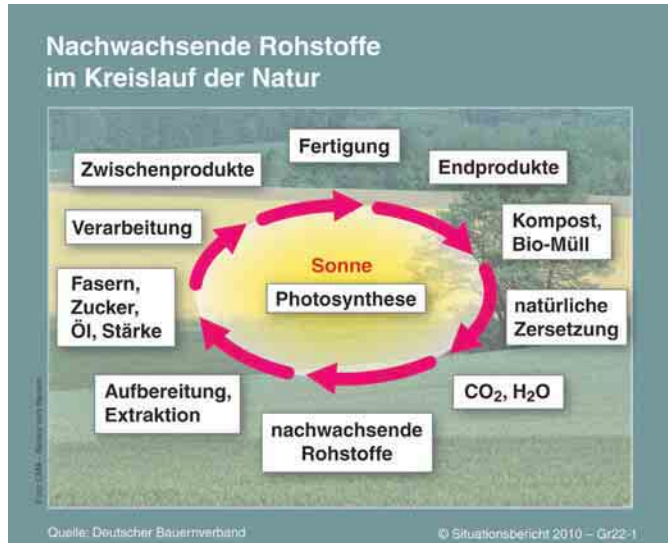 Nachwachsende Rohstoffe
im Kreislauf der Natur
Fertigung
Zwischenprodukte
Endprodukte
Verarbeitung
Kompost,
Bio-Müll
Sonne
Photosynthese
Fasern,
Zucker,
Öl, Stärke
natürliche
Zersetzung
Aufbereitung,
Extraktion
CO₂, H₂O
nachwachsende
Rohstoffe
Quelle: Deutscher Bauernverband
© Situationsbericht 2010 – Gr22-1